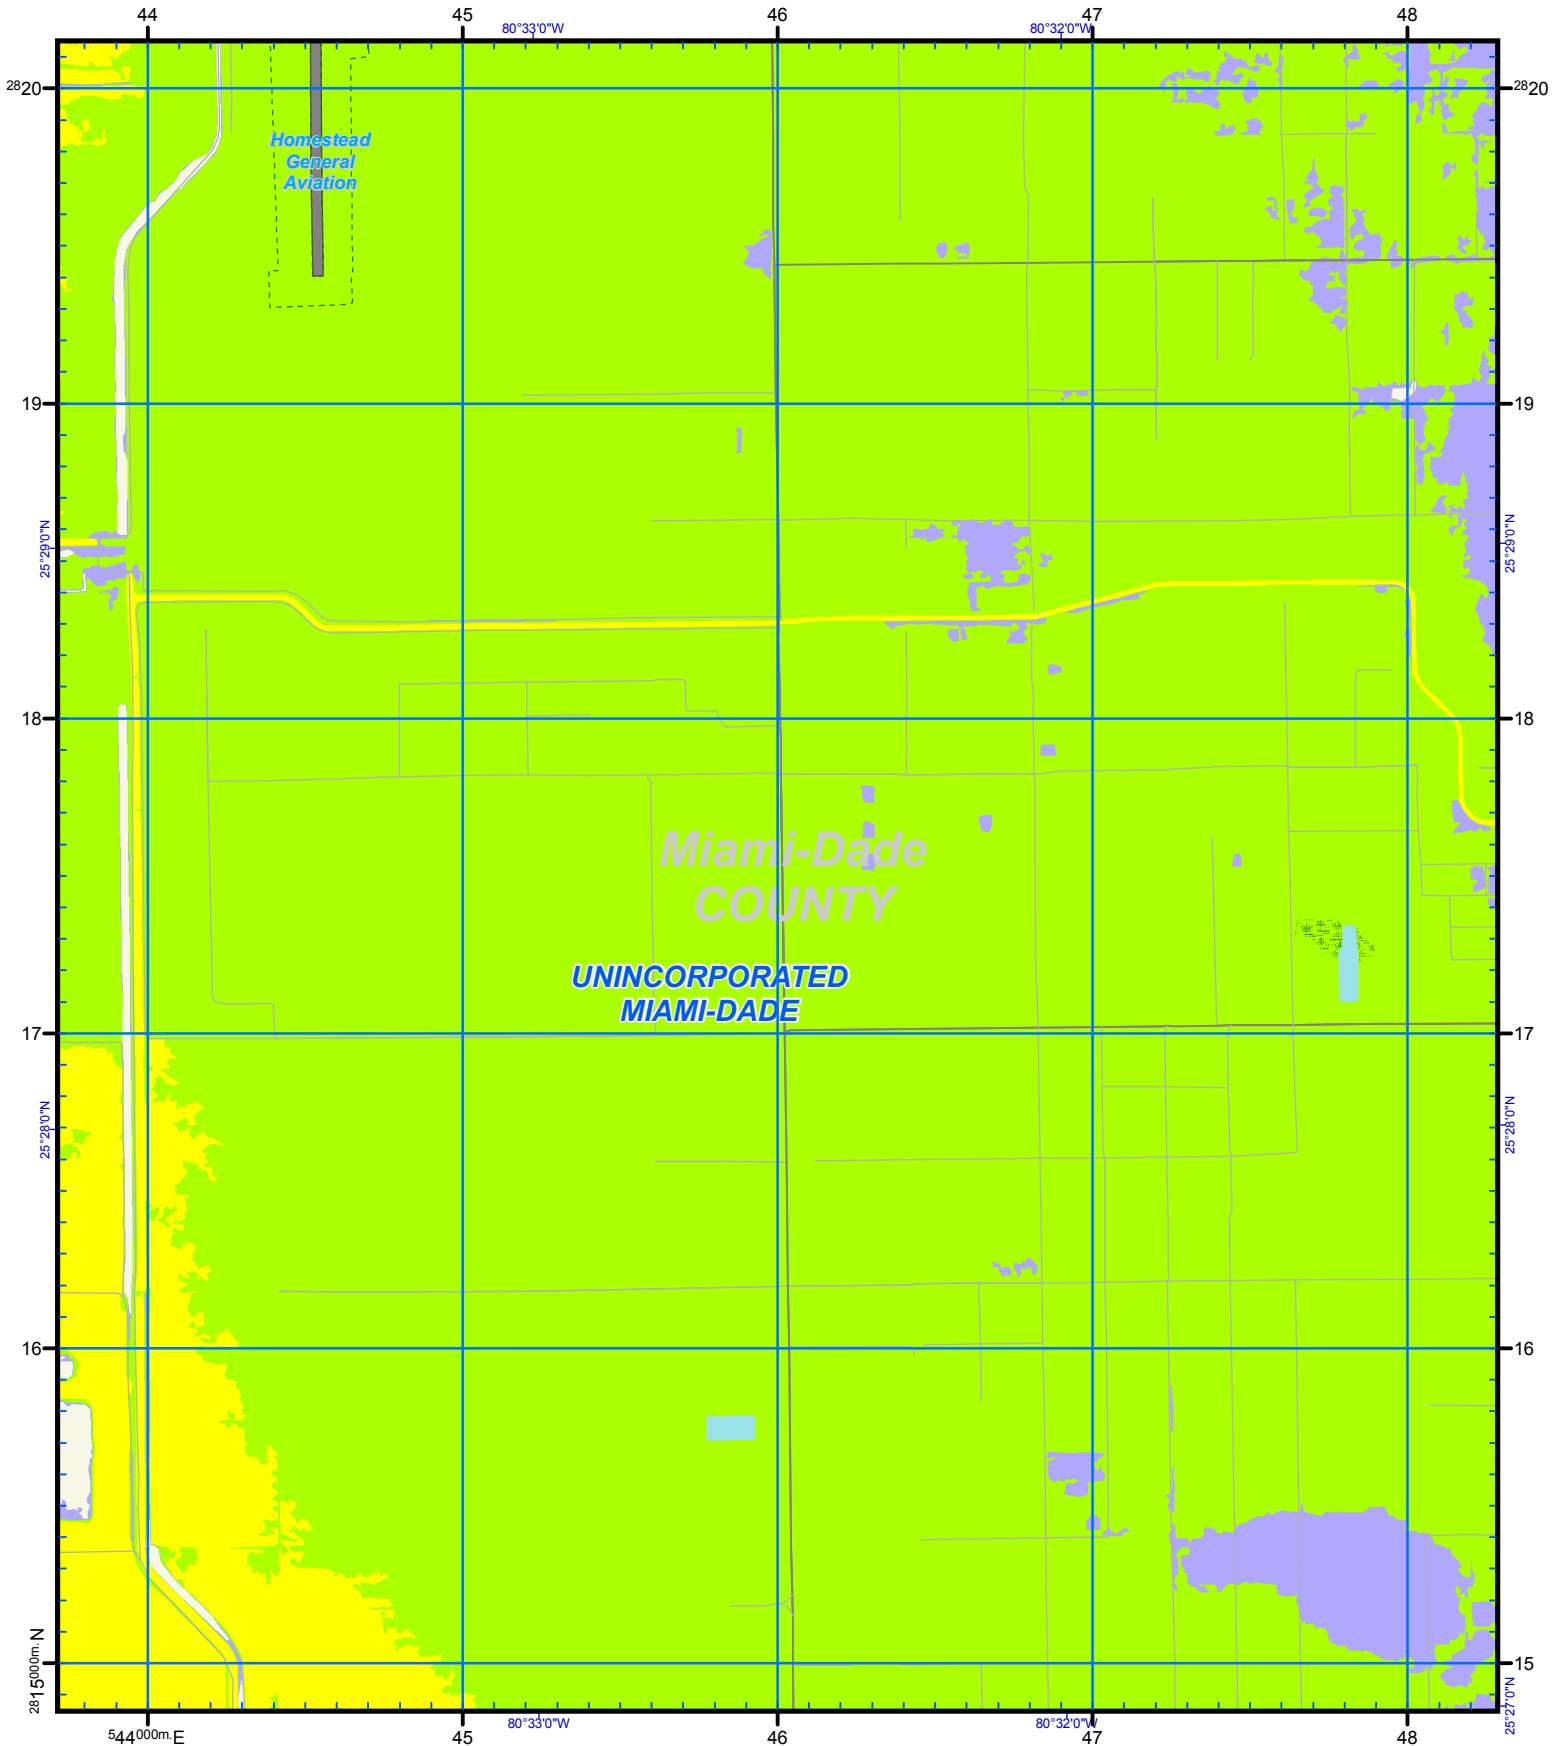 44 45 46 47 48
80°33'0"W 80°32'0"W
2820 2820
Homestead
General
Aviation
19 19
25°29'0"N 25°29'0"N
18 18
Miami-Dade
COUNTY
UNINCORPORATED
MIAMI-DADE
17 17
25°28'0"N 25°28'0"N
16 16
2815000m. N 15
25°27'0"N
80°33'0"W 80°32'0"W
544000m. E 45 46 47 48